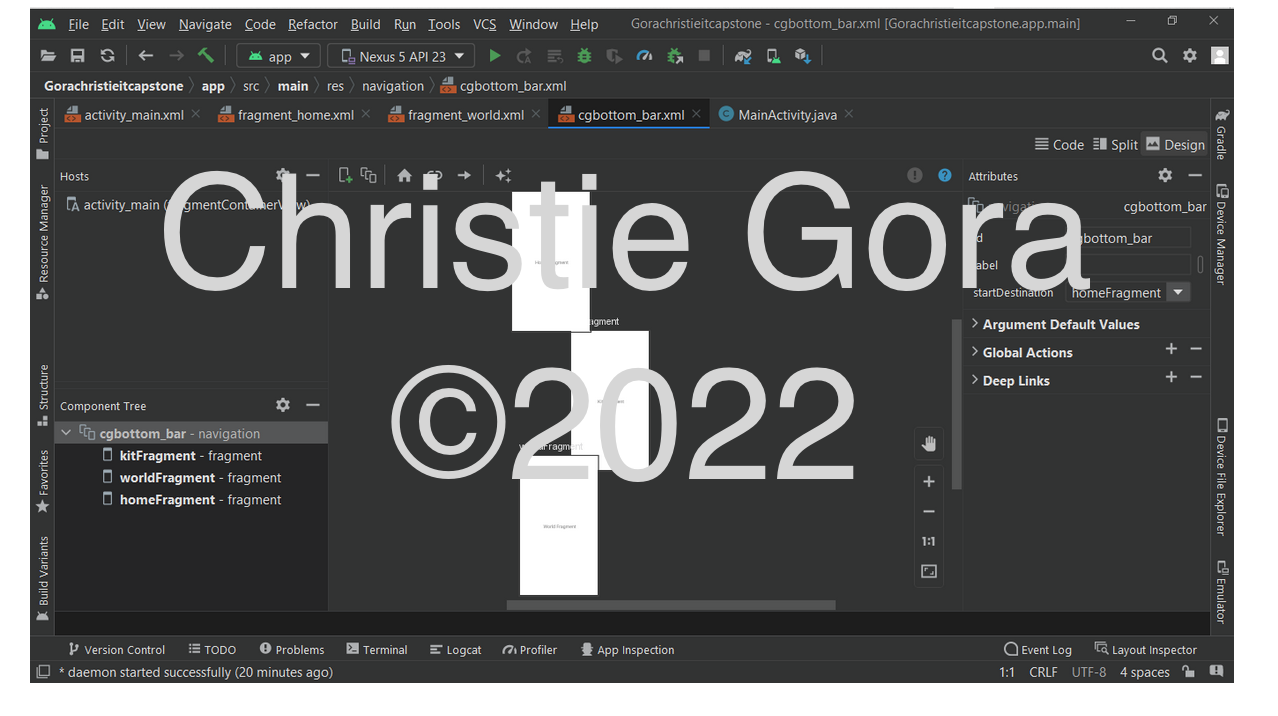 File Edit View Navigate Code Refactor Build Run Tools VCS Window Help Gorachristieitcapstone - cgbottom_bar.xml [Gorachristieitcapstone.app.main]
app Nexus 5 API 23
Gorachristieitcapstone app src main res navigation cgbottom_bar.xml
activity_main.xml fragment_home.xml fragment_world.xml cgbottom_bar.xml MainActivity.java
Code Split Design
Project
Resource Manager
Structure
Favorites
Build Variants
Hosts
activity_main (FragmentContainerView)
Component Tree
cgbottom_bar - navigation
kitFragment - fragment
worldFragment - fragment
homeFragment - fragment
Christie Gora
©2022
World Fragment
1:1
Attributes
cgbottom_bar
startDestination homeFragment
Argument Default Values
Global Actions
Deep Links
Gradle
Device Manager
Device File Explorer
Emulator
Version Control TODO Problems Terminal Logcat Profiler App Inspection Event Log Layout Inspector
* daemon started successfully (20 minutes ago) 1:1 CRLF UTF-8 4 spaces